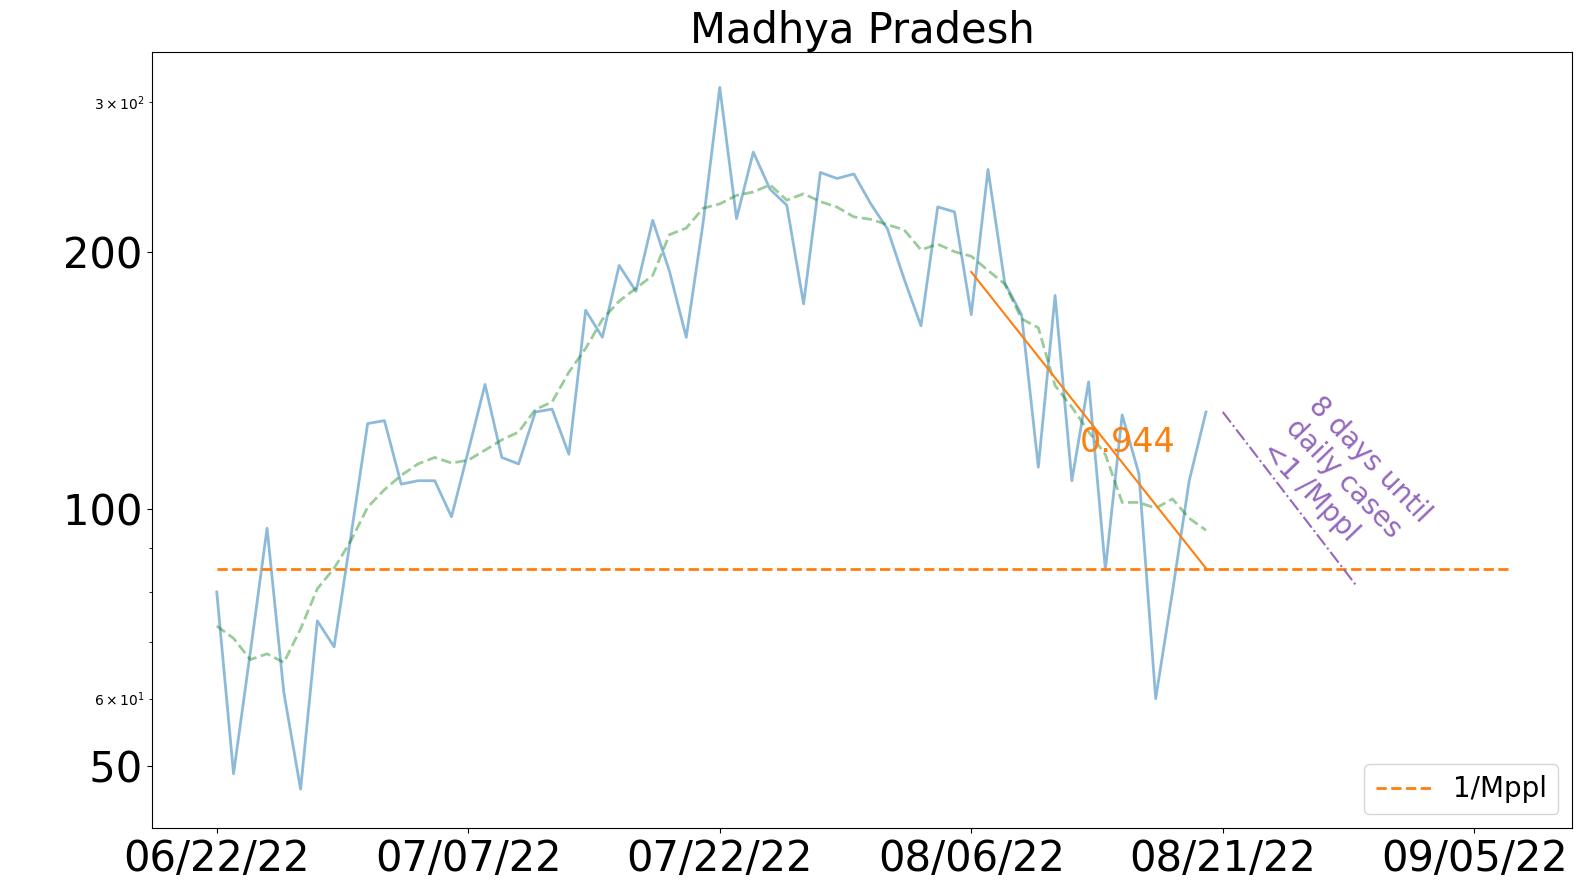 Madhya Pradesh
3 × 10²
200
100
6 × 10¹
50
0.944
8 days until
daily cases
<1 /Mppl
1/Mppl
06/22/22 07/07/22 07/22/22 08/06/22 08/21/22 09/05/22